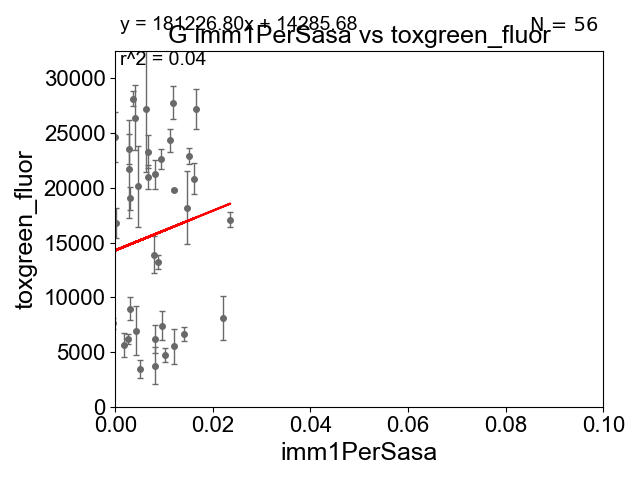 y = 181226.80x + 14285.68
N = 56
G imm1PerSasa vs toxgreen_fluor
r^2 = 0.04
30000
25000
20000
15000
10000
5000
0
toxgreen_fluor
0.00 0.02 0.04 0.06 0.08 0.10
imm1PerSasa